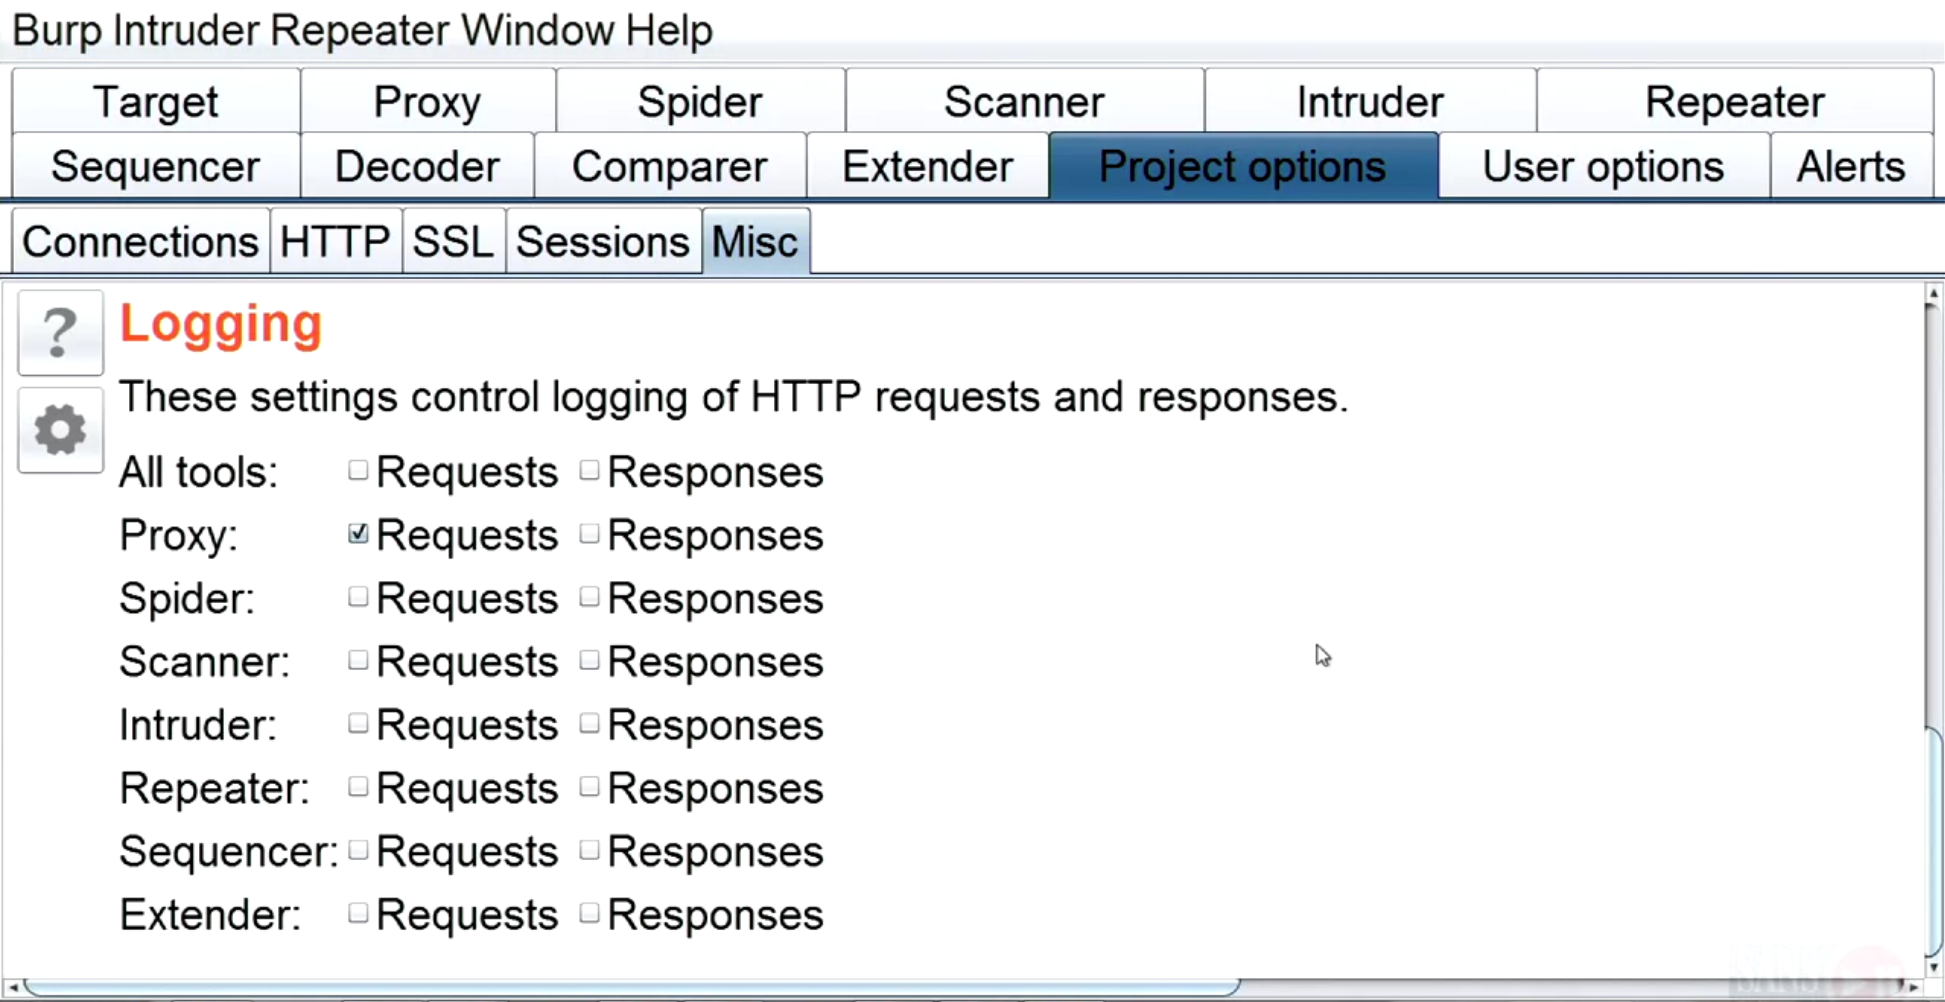 Burp Intruder Repeater Window Help
Target Proxy Spider Scanner Intruder Repeater
Sequencer Decoder Comparer Extender Project options User options Alerts
Connections HTTP SSL Sessions Misc
? Logging
These settings control logging of HTTP requests and responses.
All tools: Requests Responses
Proxy: Requests Responses
Spider: Requests Responses
Scanner: Requests Responses
Intruder: Requests Responses
Repeater: Requests Responses
Sequencer: Requests Responses
Extender: Requests Responses